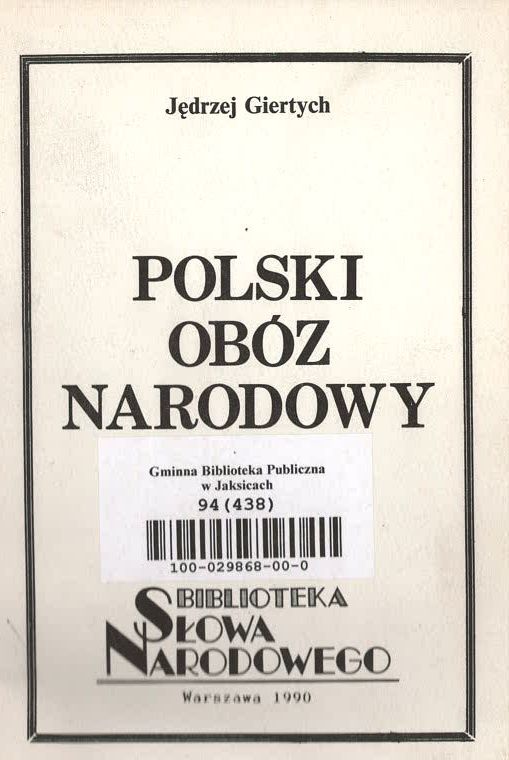 Jędrzej Giertych
POLSKI
OBÓZ
NARODOWY
Gminna Biblioteka Publiczna
w Jaksicach
94(438)
100-029868-00-0
BIBLIOTEKA
SŁOWA
NARODOWEGO
Warszawa 1990